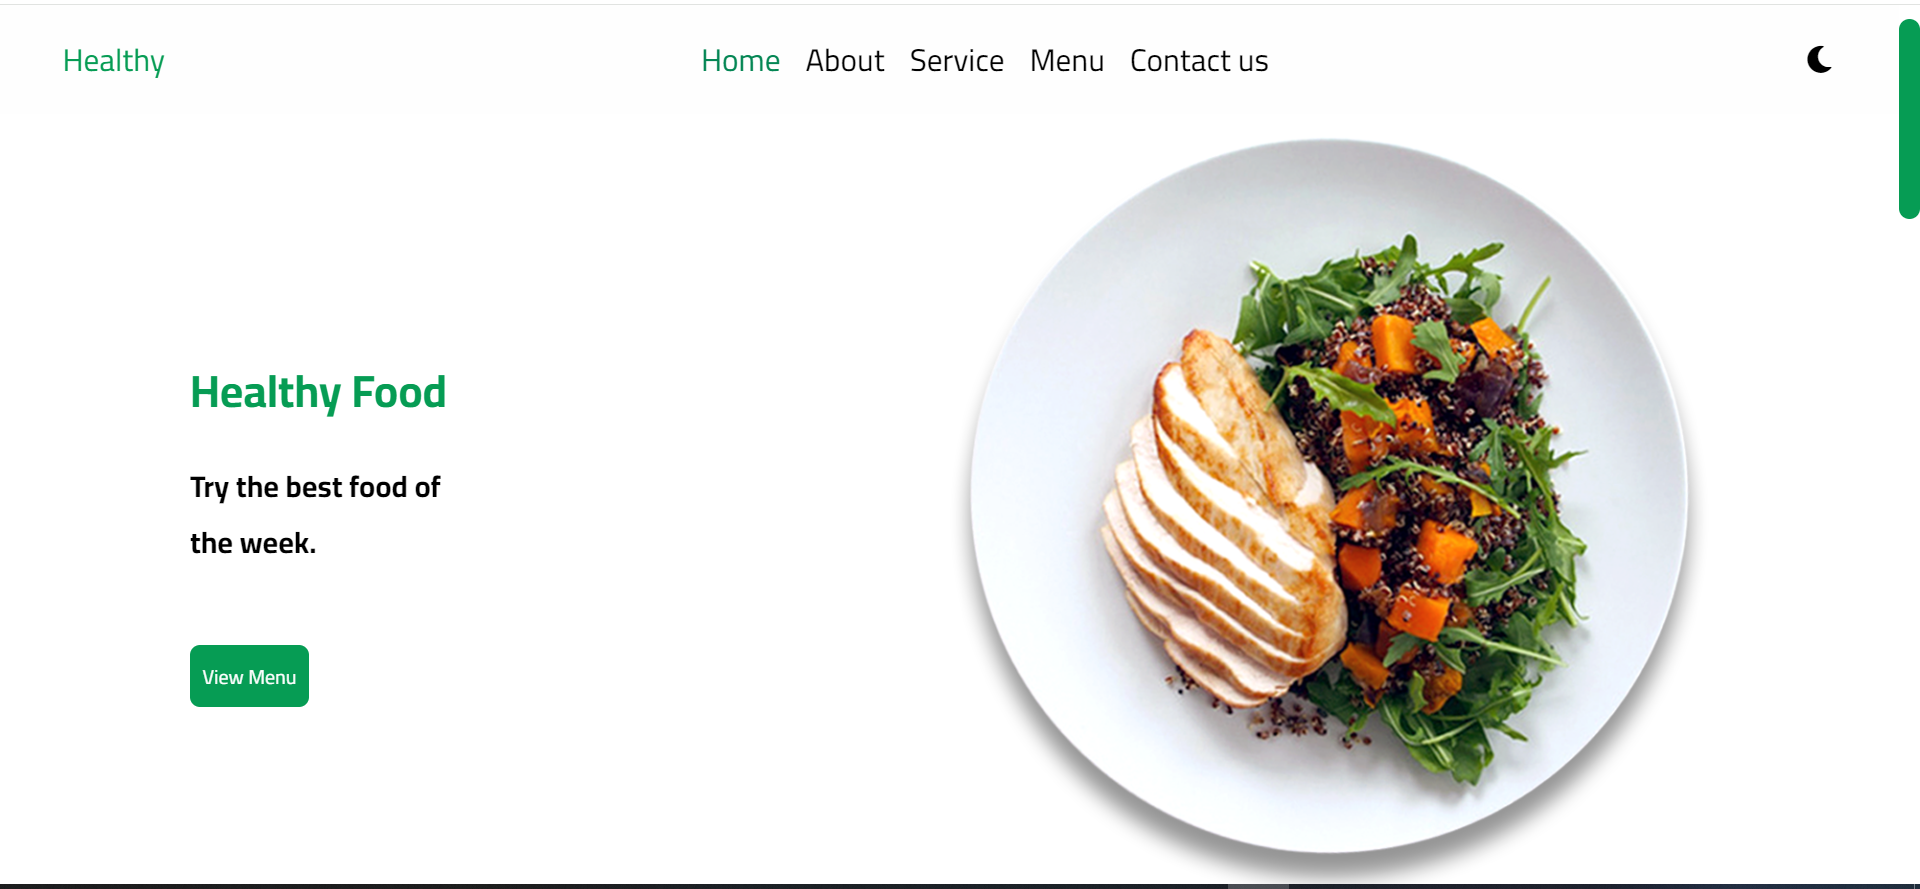 Healthy
Home About Service Menu Contact us
Healthy Food
Try the best food of
the week.
View Menu